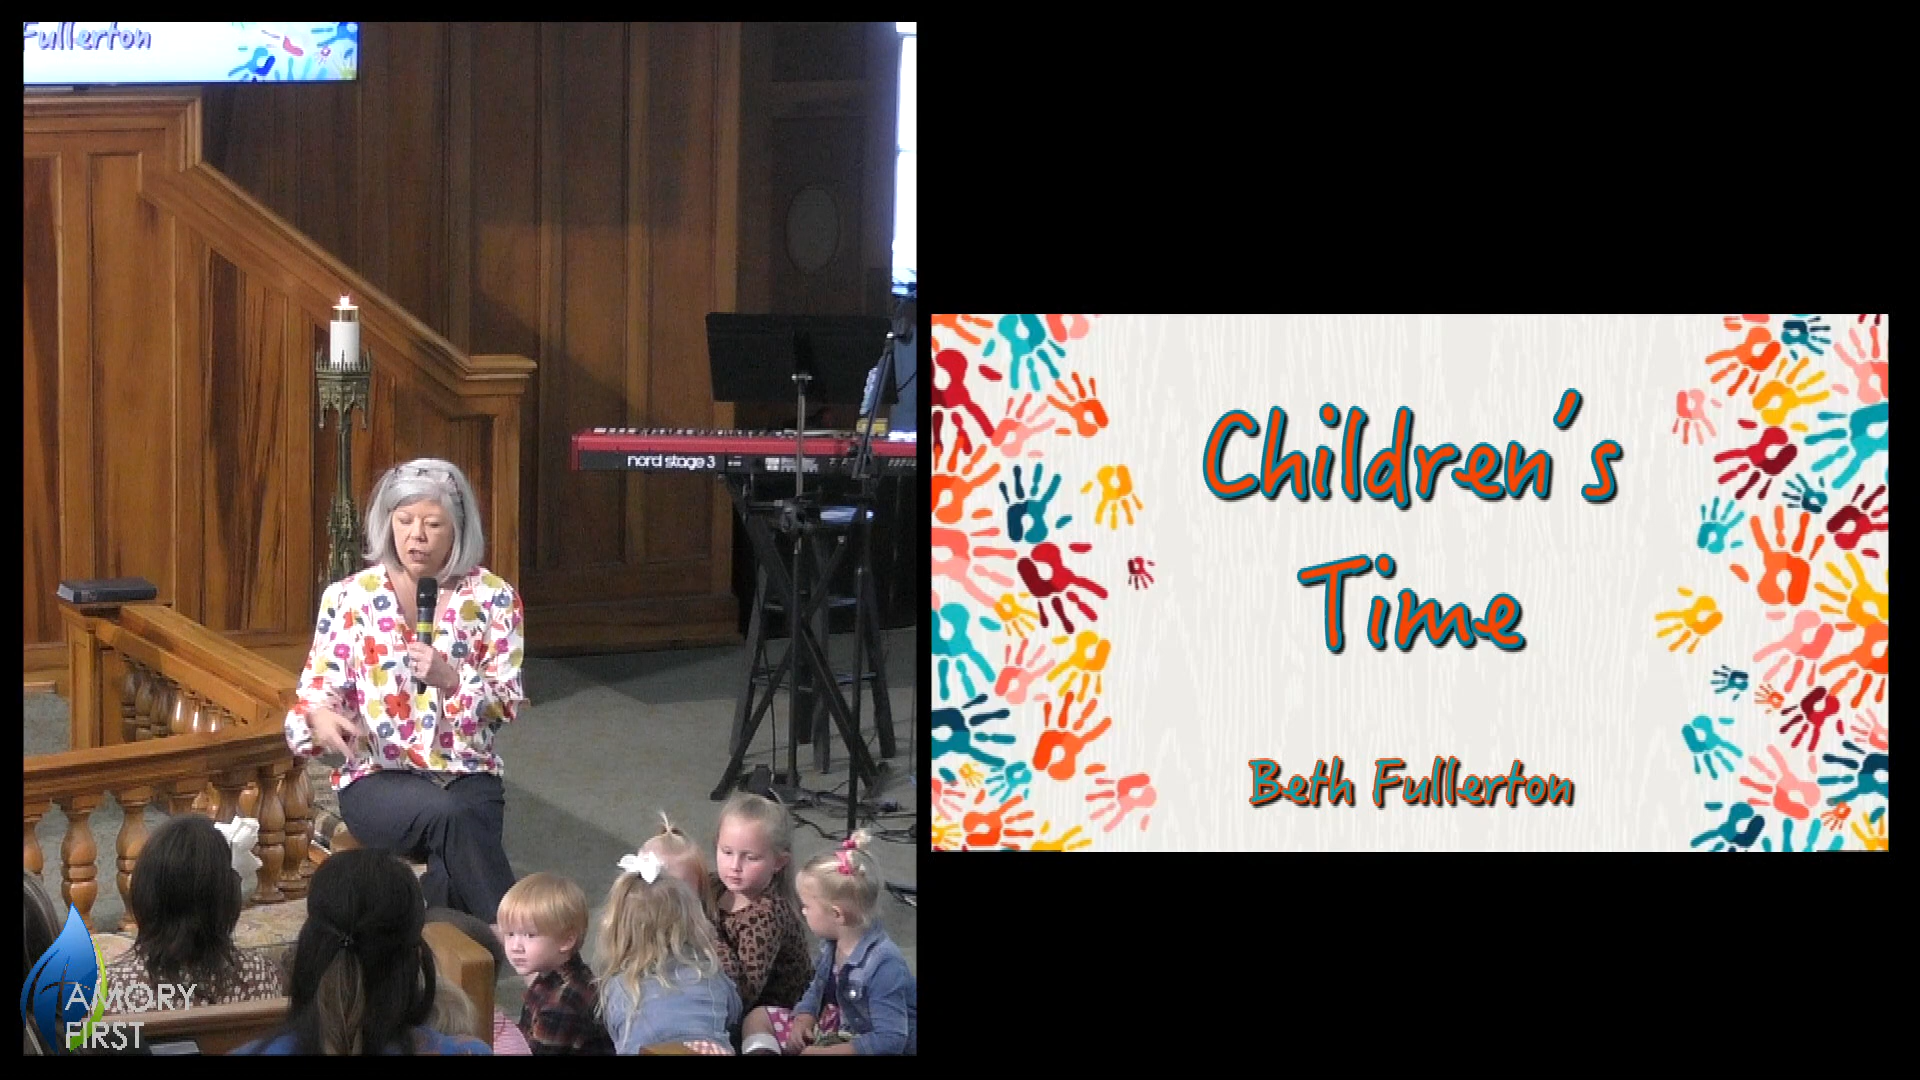 Fullerton
nord stage 3
AMORY
FIRST
Children's
Time
Beth Fullerton